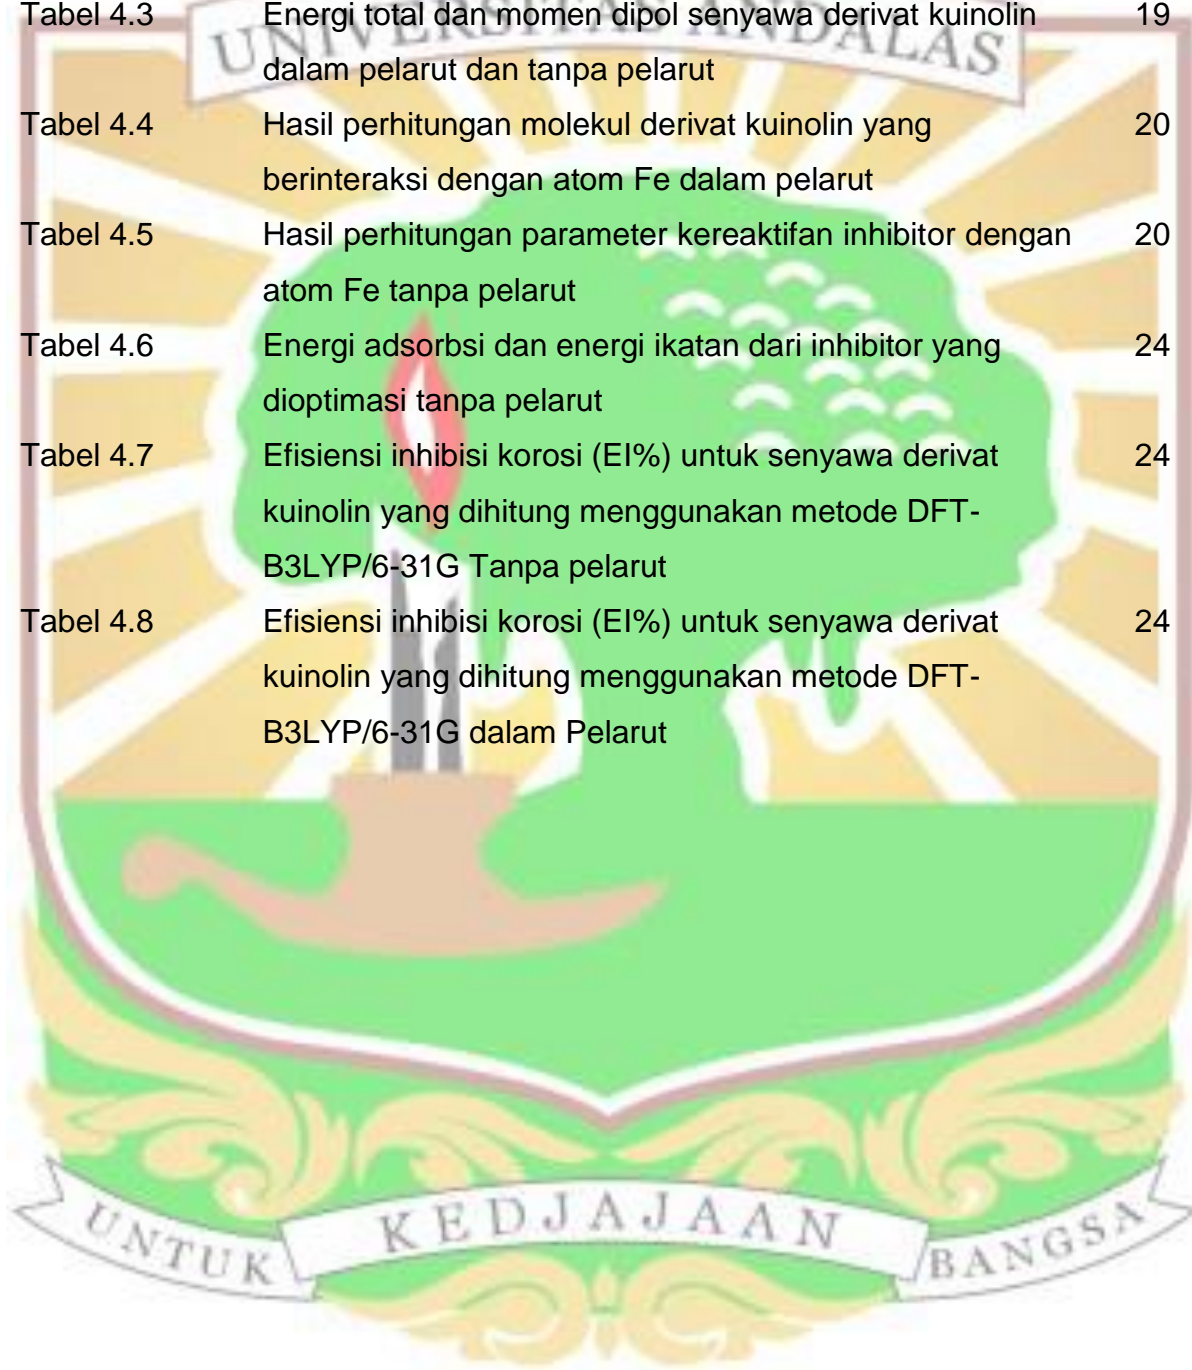 Tabel 4.3 Energi total dan momen dipol senyawa derivat kuinolin 19
UNIVERSITAS ANDALAS
dalam pelarut dan tanpa pelarut
Tabel 4.4 Hasil perhitungan molekul derivat kuinolin yang 20
berinteraksi dengan atom Fe dalam pelarut
Tabel 4.5 Hasil perhitungan parameter kereaktifan inhibitor dengan 20
atom Fe tanpa pelarut
Tabel 4.6 Energi adsorbsi dan energi ikatan dari inhibitor yang 24
dioptimasi tanpa pelarut
Tabel 4.7 Efisiensi inhibisi korosi (EI%) untuk senyawa derivat 24
kuinolin yang dihitung menggunakan metode DFT-
B3LYP/6-31G Tanpa pelarut
Tabel 4.8 Efisiensi inhibisi korosi (EI%) untuk senyawa derivat 24
kuinolin yang dihitung menggunakan metode DFT-
B3LYP/6-31G dalam Pelarut
UNTUK KEDJAJAAN BANGSA